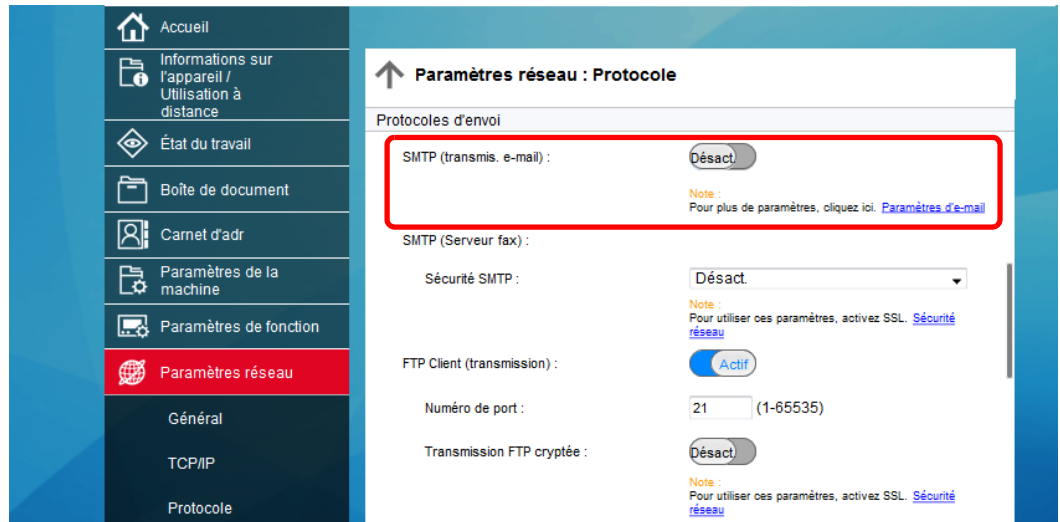 Accueil
Informations sur
l'appareil /
Utilisation à
distance
État du travail
Boîte de document
Carnet d'adr
Paramètres de la
machine
Paramètres de fonction
Paramètres réseau
Général
TCP/IP
Protocole
Paramètres réseau : Protocole
Protocoles d'envoi
SMTP (transmis. e-mail) :
Désact.
Note :
Pour plus de paramètres, cliquez ici. Paramètres d'e-mail
SMTP (Serveur fax) :
Sécurité SMTP :
Désact.
Note :
Pour utiliser ces paramètres, activez SSL. Sécurité
réseau
FTP Client (transmission) :
Actif
Numéro de port :
21 (1-65535)
Transmission FTP cryptée :
Désact.
Note :
Pour utiliser ces paramètres, activez SSL. Sécurité
réseau